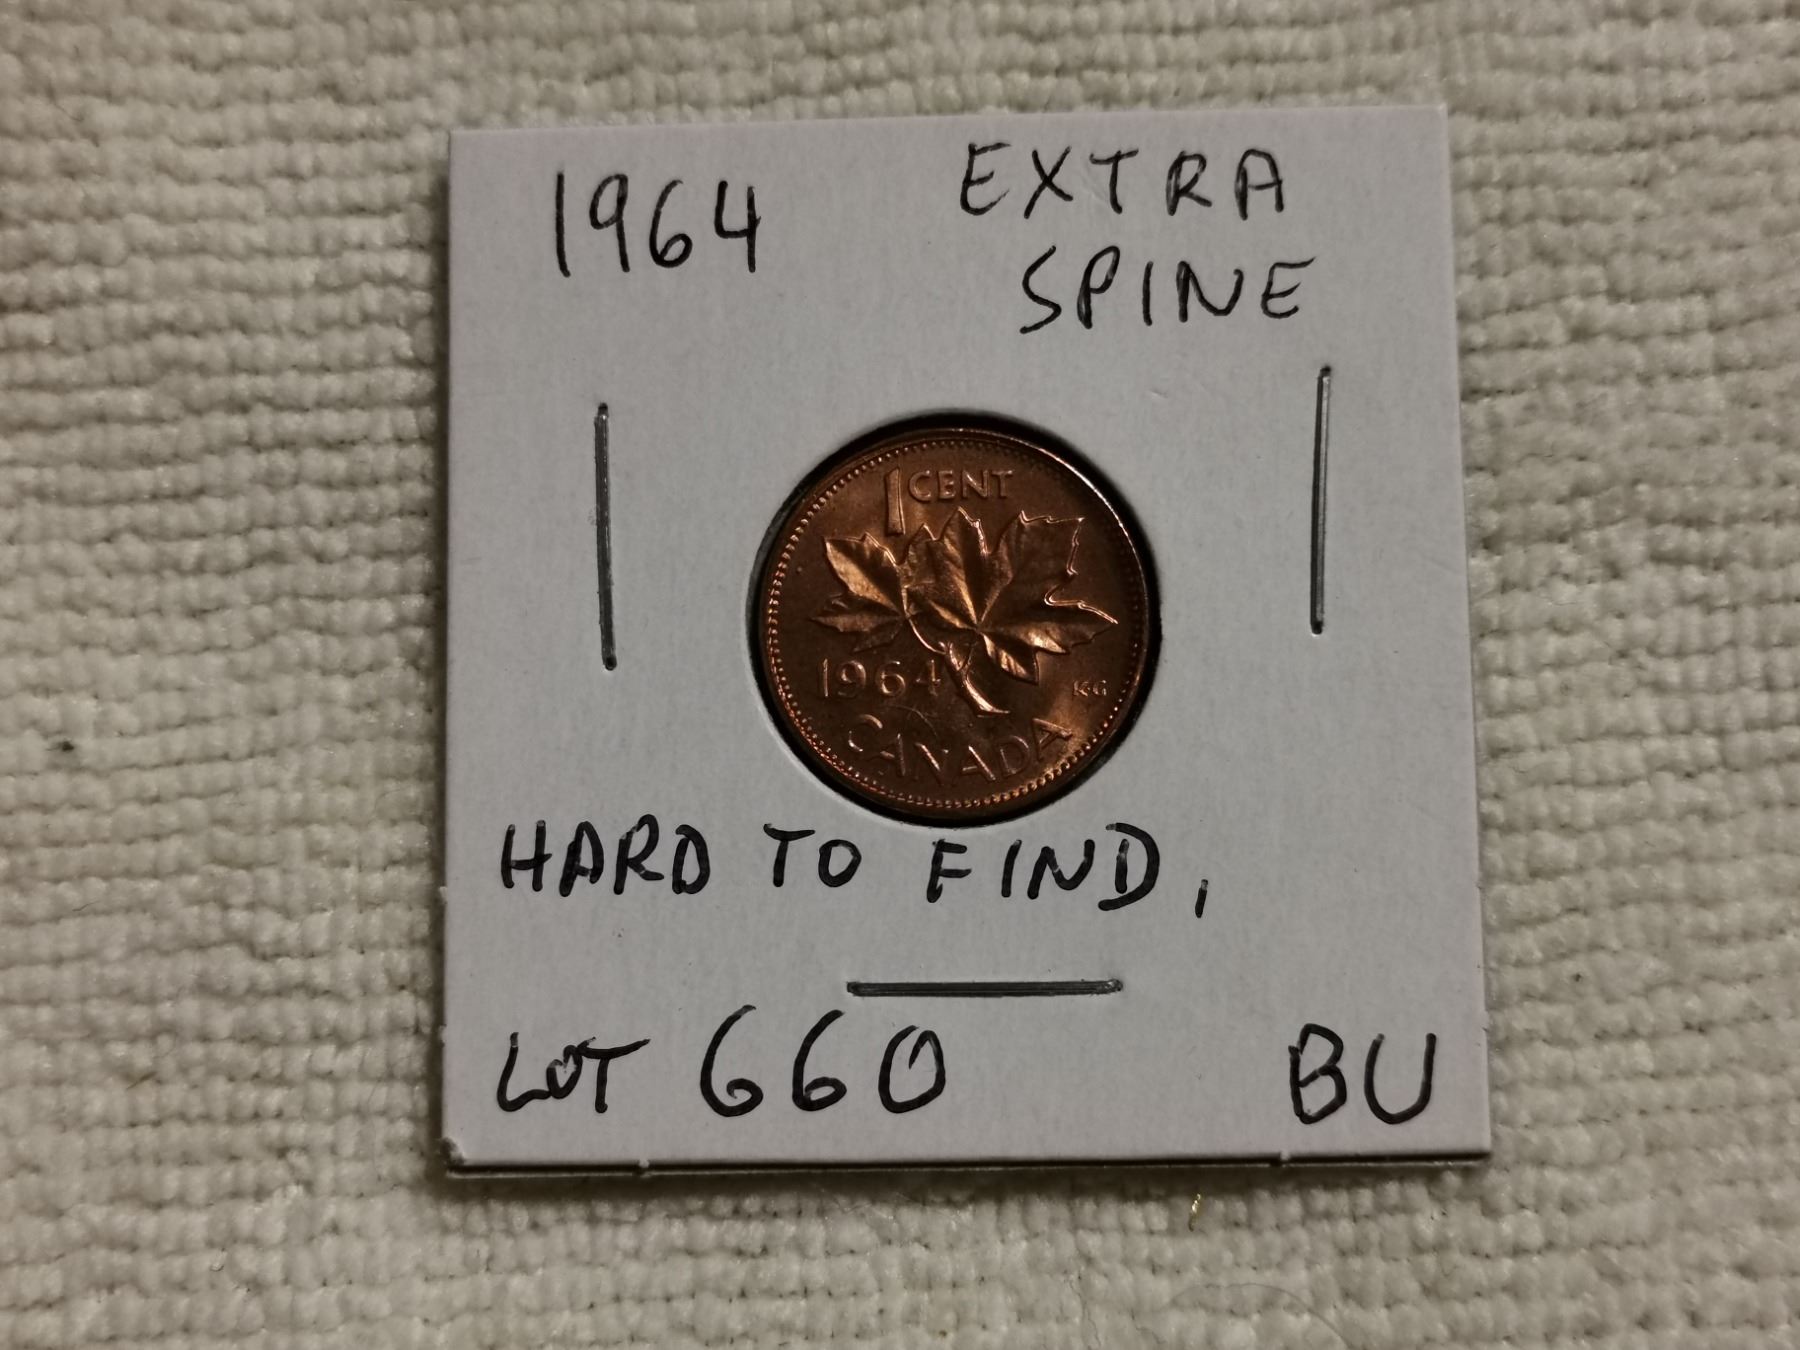 1964
EXTRA
SPINE
1 CENT
1964
KG
CANADA
HARD TO FIND,
LOT 660
BU